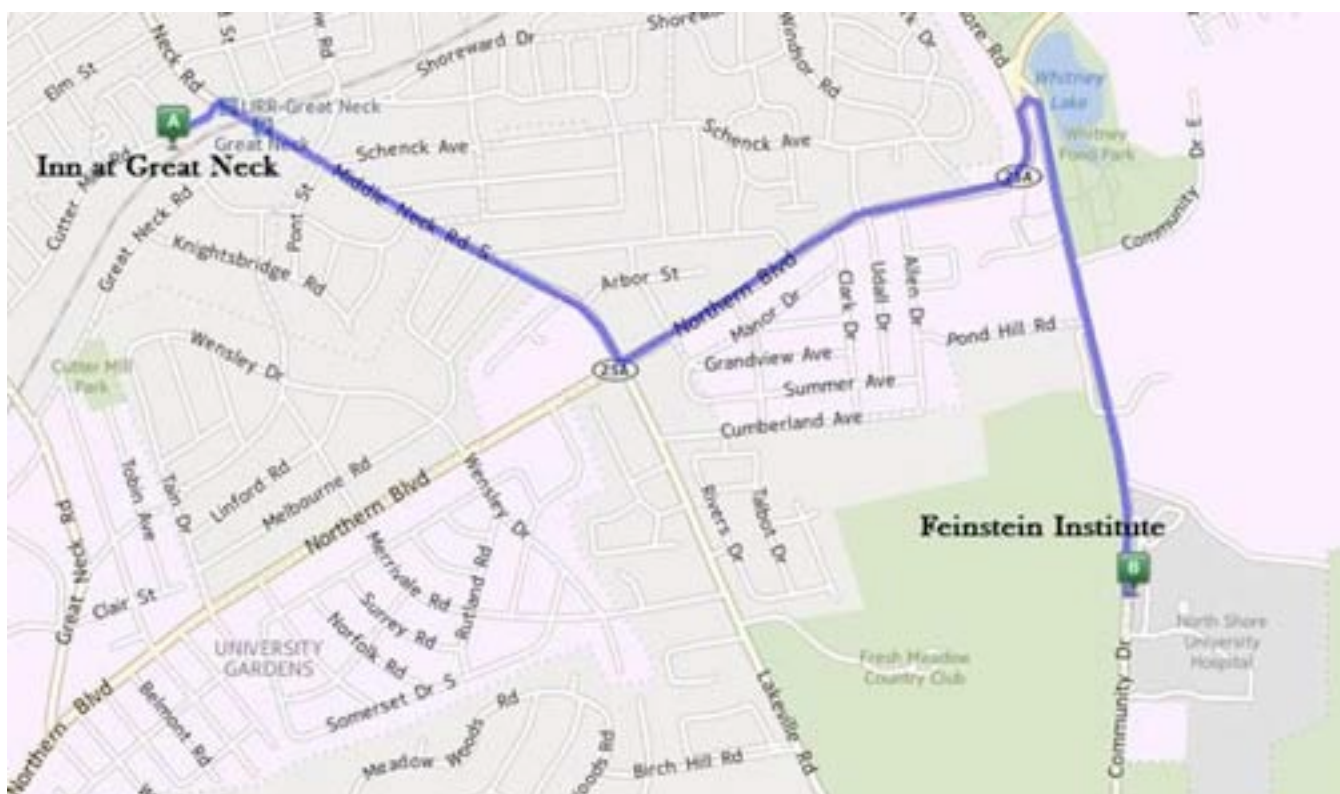 Neck Rd
St
Elm St
Shoreward Dr
Windsor Rd
Dr
Rd
A
LIRR-Great Neck
Great Neck
Inn at Great Neck
Schenck Ave
Schenck Ave
Whitney
Lake
Whitney
Pond Park
Dr E
Community
25A
Cutter Mill Rd
Great Neck Rd
Pont St
Knightsbridge Rd
Middle Neck Rd S
Arbor St
Northern Blvd
Manor Dr
Clark Dr
Udall Dr
Allen Dr
Pond Hill Rd
Grandview Ave
Summer Ave
Cumberland Ave
25A
Wensley Dr
Cutter Mill
Park
Tobin Ave
Tain Dr
Linford Rd
Melbourne Rd
Northern Blvd
Wensley Dr
Rivers Dr
Talbot Dr
Feinstein Institute
B
Great Neck Rd
Clair St
Merrivale Rd
Surrey Rd
Norfolk Rd
Rutland Rd
UNIVERSITY
GARDENS
Somerset Dr S
Belmont Rd
Northern Blvd
Meadow Woods Rd
Woods Rd
Birch Hill Rd
Lakeville Rd
Fresh Meadow
Country Club
North Shore
University
Hospital
Community Dr